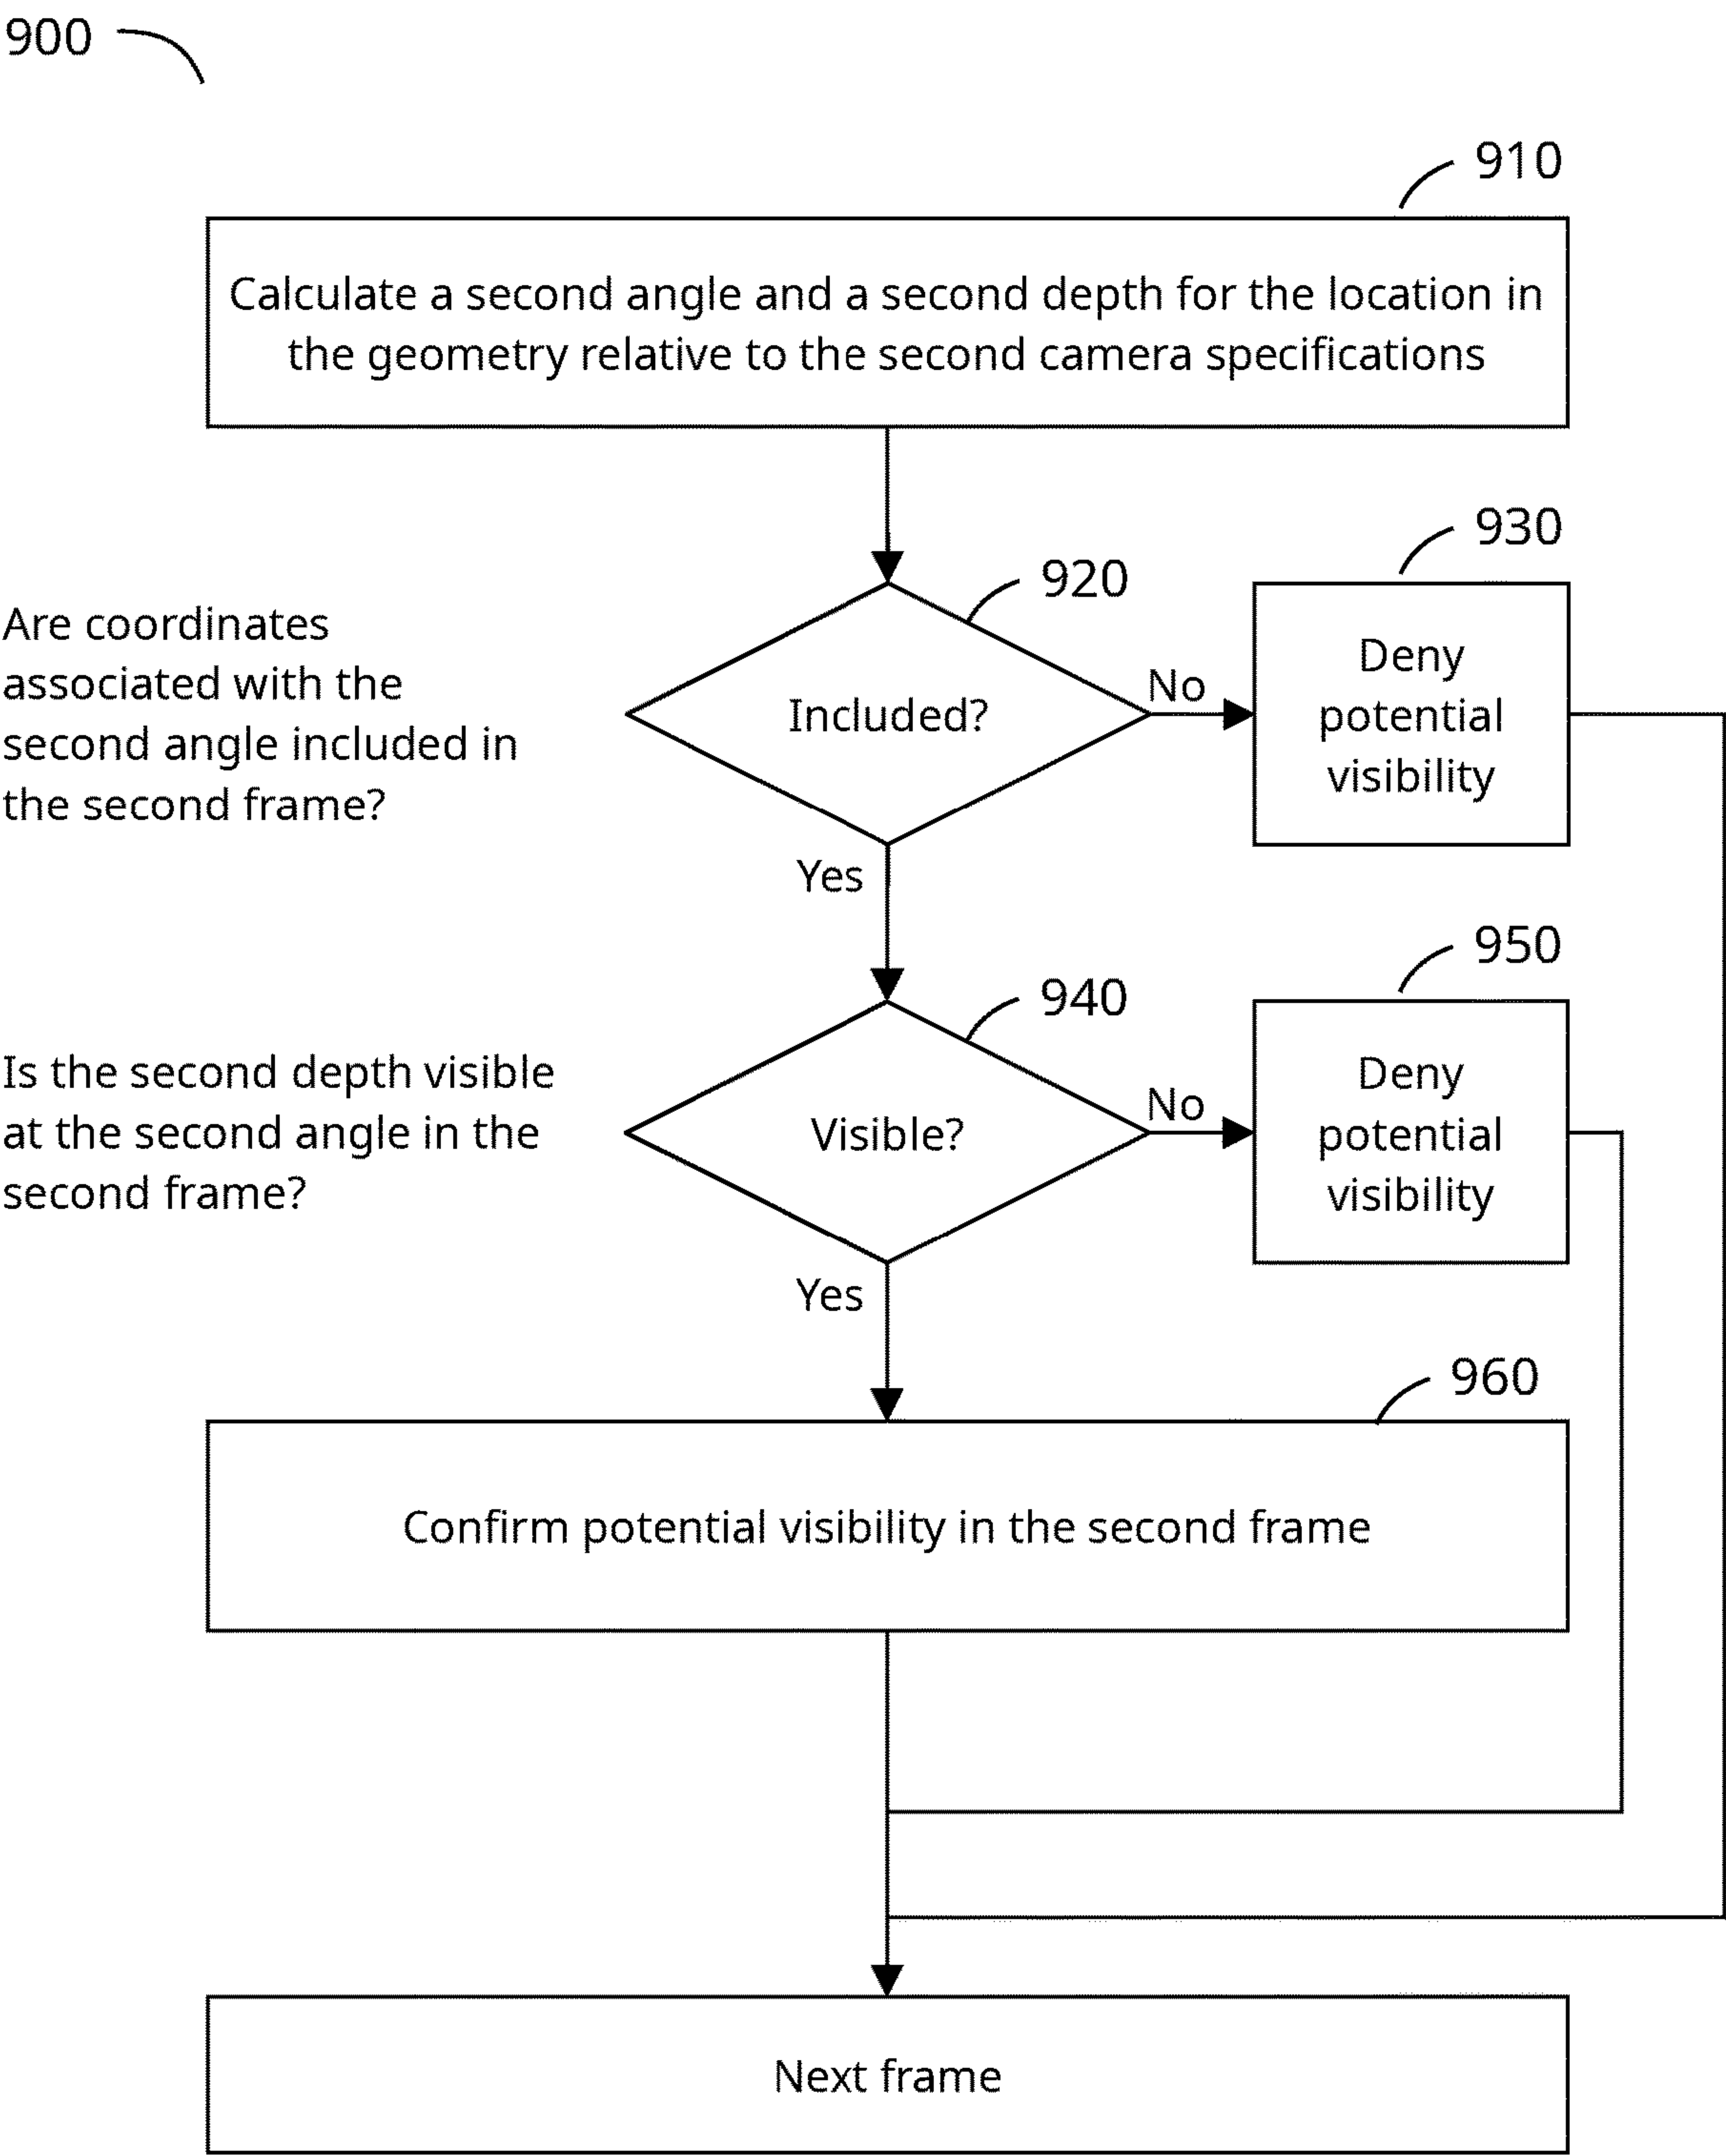 900
910
Calculate a second angle and a second depth for the location in
the geometry relative to the second camera specifications
920
930
Are coordinates
associated with the
second angle included in
the second frame?
Included?
No
Deny
potential
visibility
Yes
940
950
Is the second depth visible
at the second angle in the
second frame?
Visible?
No
Deny
potential
visibility
Yes
960
Confirm potential visibility in the second frame
Next frame